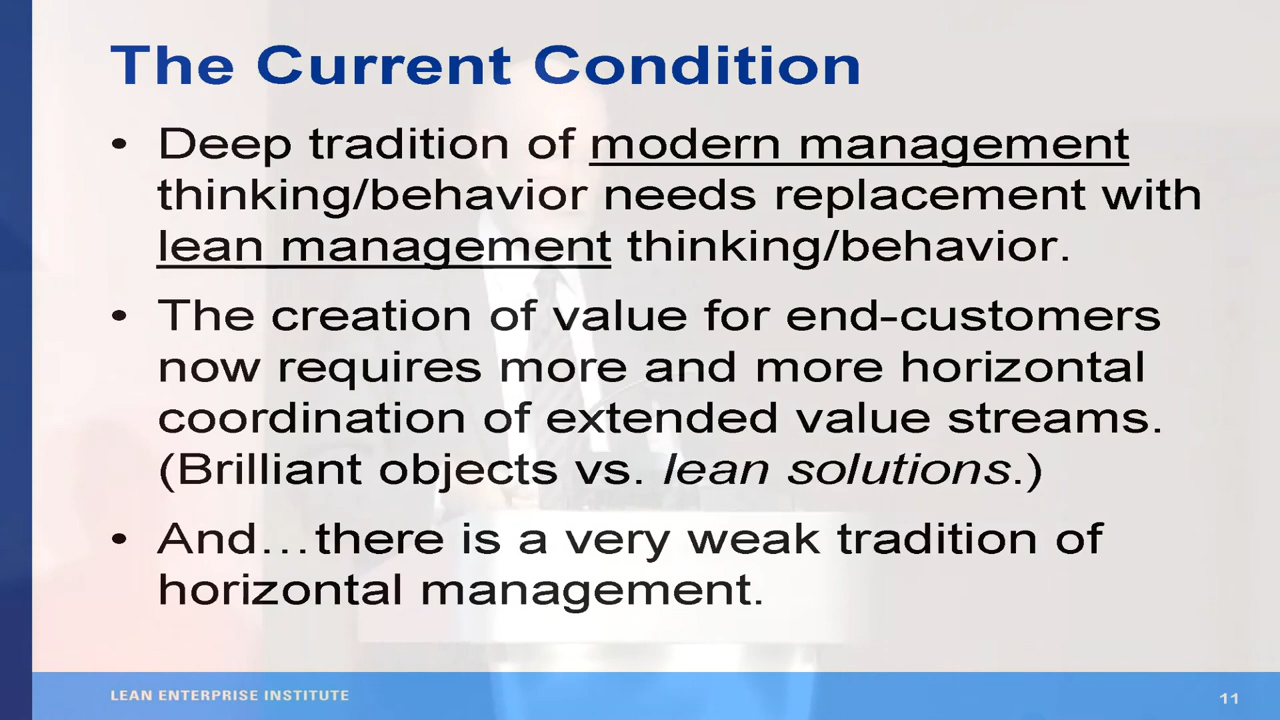 The Current Condition
• Deep tradition of modern management
thinking/behavior needs replacement with
lean management thinking/behavior.
• The creation of value for end-customers
now requires more and more horizontal
coordination of extended value streams.
(Brilliant objects vs. lean solutions.)
• And…there is a very weak tradition of
horizontal management.
LEAN ENTERPRISE INSTITUTE
11